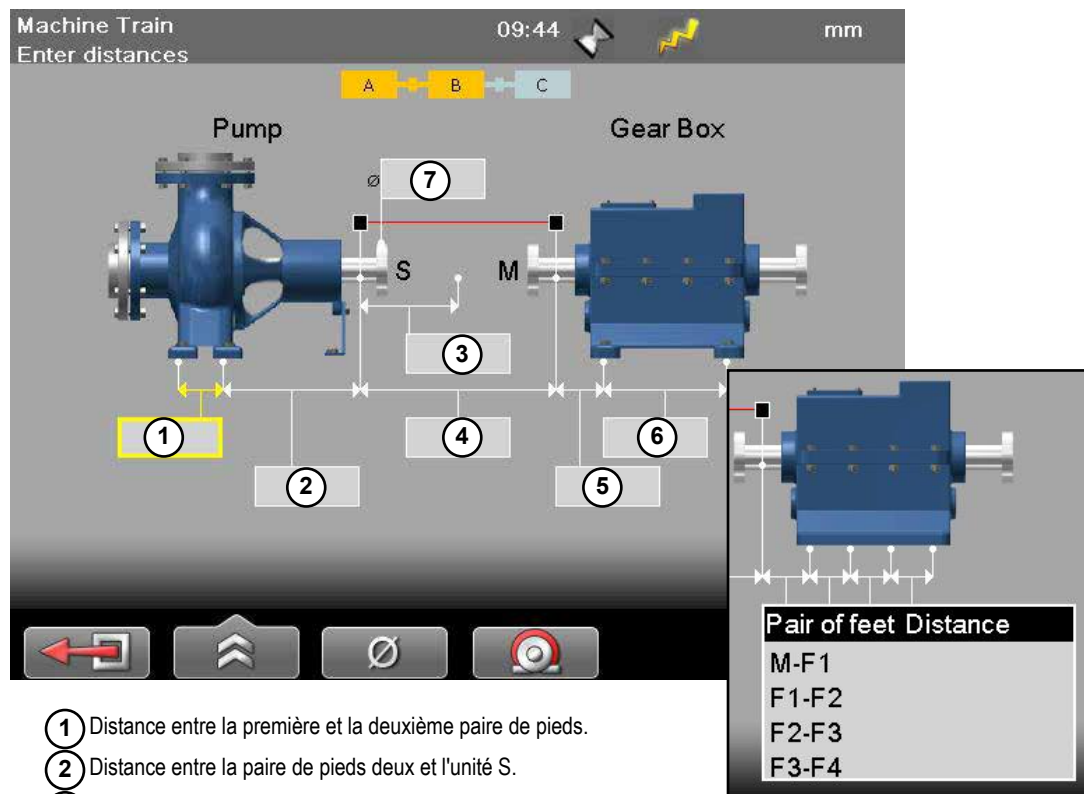 Machine Train
Enter distances
09:44
mm
A
B
C
Pump
Gear Box
Ø
7
S
M
3
1
4
6
2
5
Ø
Pair of feet Distance
M-F1
F1-F2
F2-F3
F3-F4
1 Distance entre la première et la deuxième paire de pieds.
2 Distance entre la paire de pieds deux et l'unité S.